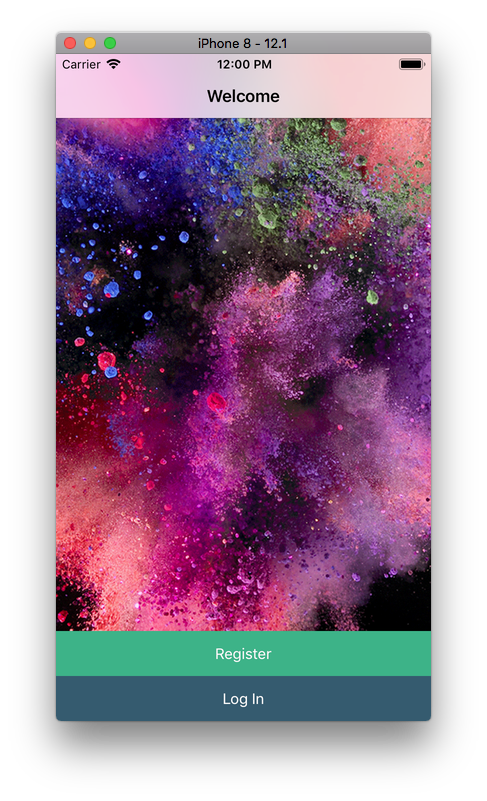 iPhone 8 - 12.1
Carrier 12:00 PM
Welcome
Register
Log In